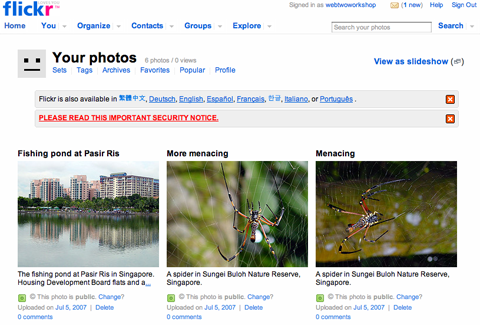 flickr
Signed in as webtwoworkshop (1 new) Help Sign Out
Home You Organize Contacts Groups Explore
Search your photos
Search
Your photos 6 photos / 0 views
View as slideshow
Sets Tags Archives Favorites Popular Profile
Flickr is also available in 繁體中文, Deutsch, English, Español, Français, 한글, Italiano, or Português .
PLEASE READ THIS IMPORTANT SECURITY NOTICE.
Fishing pond at Pasir Ris
The fishing pond at Pasir Ris in Singapore.
Housing Development Board flats and a...
© This photo is public. Change?
Uploaded on Jul 5, 2007 | Delete
0 comments
More menacing
A spider in Sungei Buloh Nature Reserve,
Singapore.
© This photo is public. Change?
Uploaded on Jul 5, 2007 | Delete
0 comments
Menacing
A spider in Sungei Buloh Nature Reserve,
Singapore.
© This photo is public. Change?
Uploaded on Jul 5, 2007 | Delete
0 comments